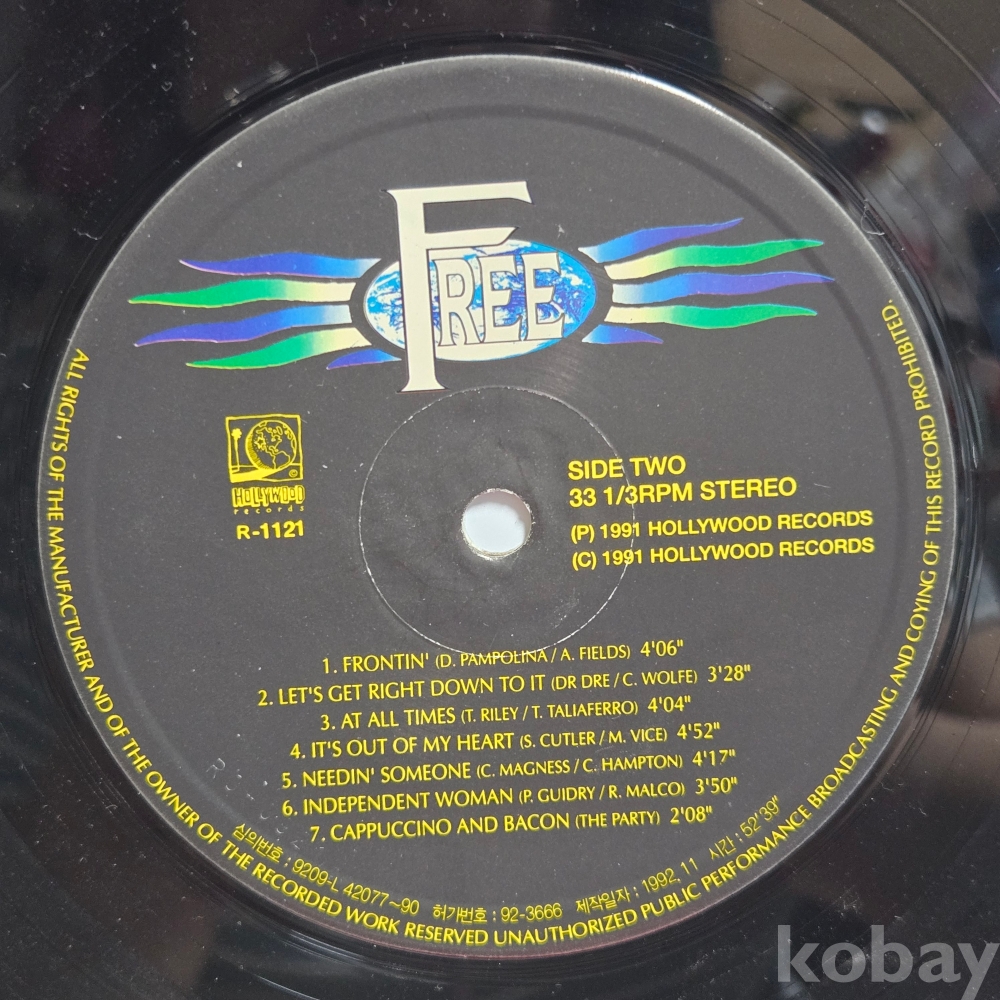 FREE
HOLLYWOOD
records
R-1121
SIDE TWO
33 1/3RPM STEREO
(P) 1991 HOLLYWOOD RECORDS
(C) 1991 HOLLYWOOD RECORDS
1. FRONTIN' (D. PAMPOLINA / A. FIELDS) 4'06"
2. LET'S GET RIGHT DOWN TO IT (DR DRE / C. WOLFE) 3'28"
3. AT ALL TIMES (T. RILEY / T. TALIAFERRO) 4'04"
4. IT'S OUT OF MY HEART (S. CUTLER / M. VICE) 4'52"
5. NEEDIN' SOMEONE (C. MAGNESS / C. HAMPTON) 4'17"
6. INDEPENDENT WOMAN (P. GUIDRY / R. MALCO) 3'50"
7. CAPPUCCINO AND BACON (THE PARTY) 2'08"
심의번호 : 9209-L 42077~90 허가번호 : 92-3666 제작일자 : 1992. 11 시간 : 52'39"
ALL RIGHTS OF THE MANUFACTURER AND OF THE OWNER OF THE RECORDED WORK RESERVED UNAUTHORIZED PUBLIC PERFORMANCE BROADCASTING AND COYING OF THIS RECORD PROHIBITED.
kobay